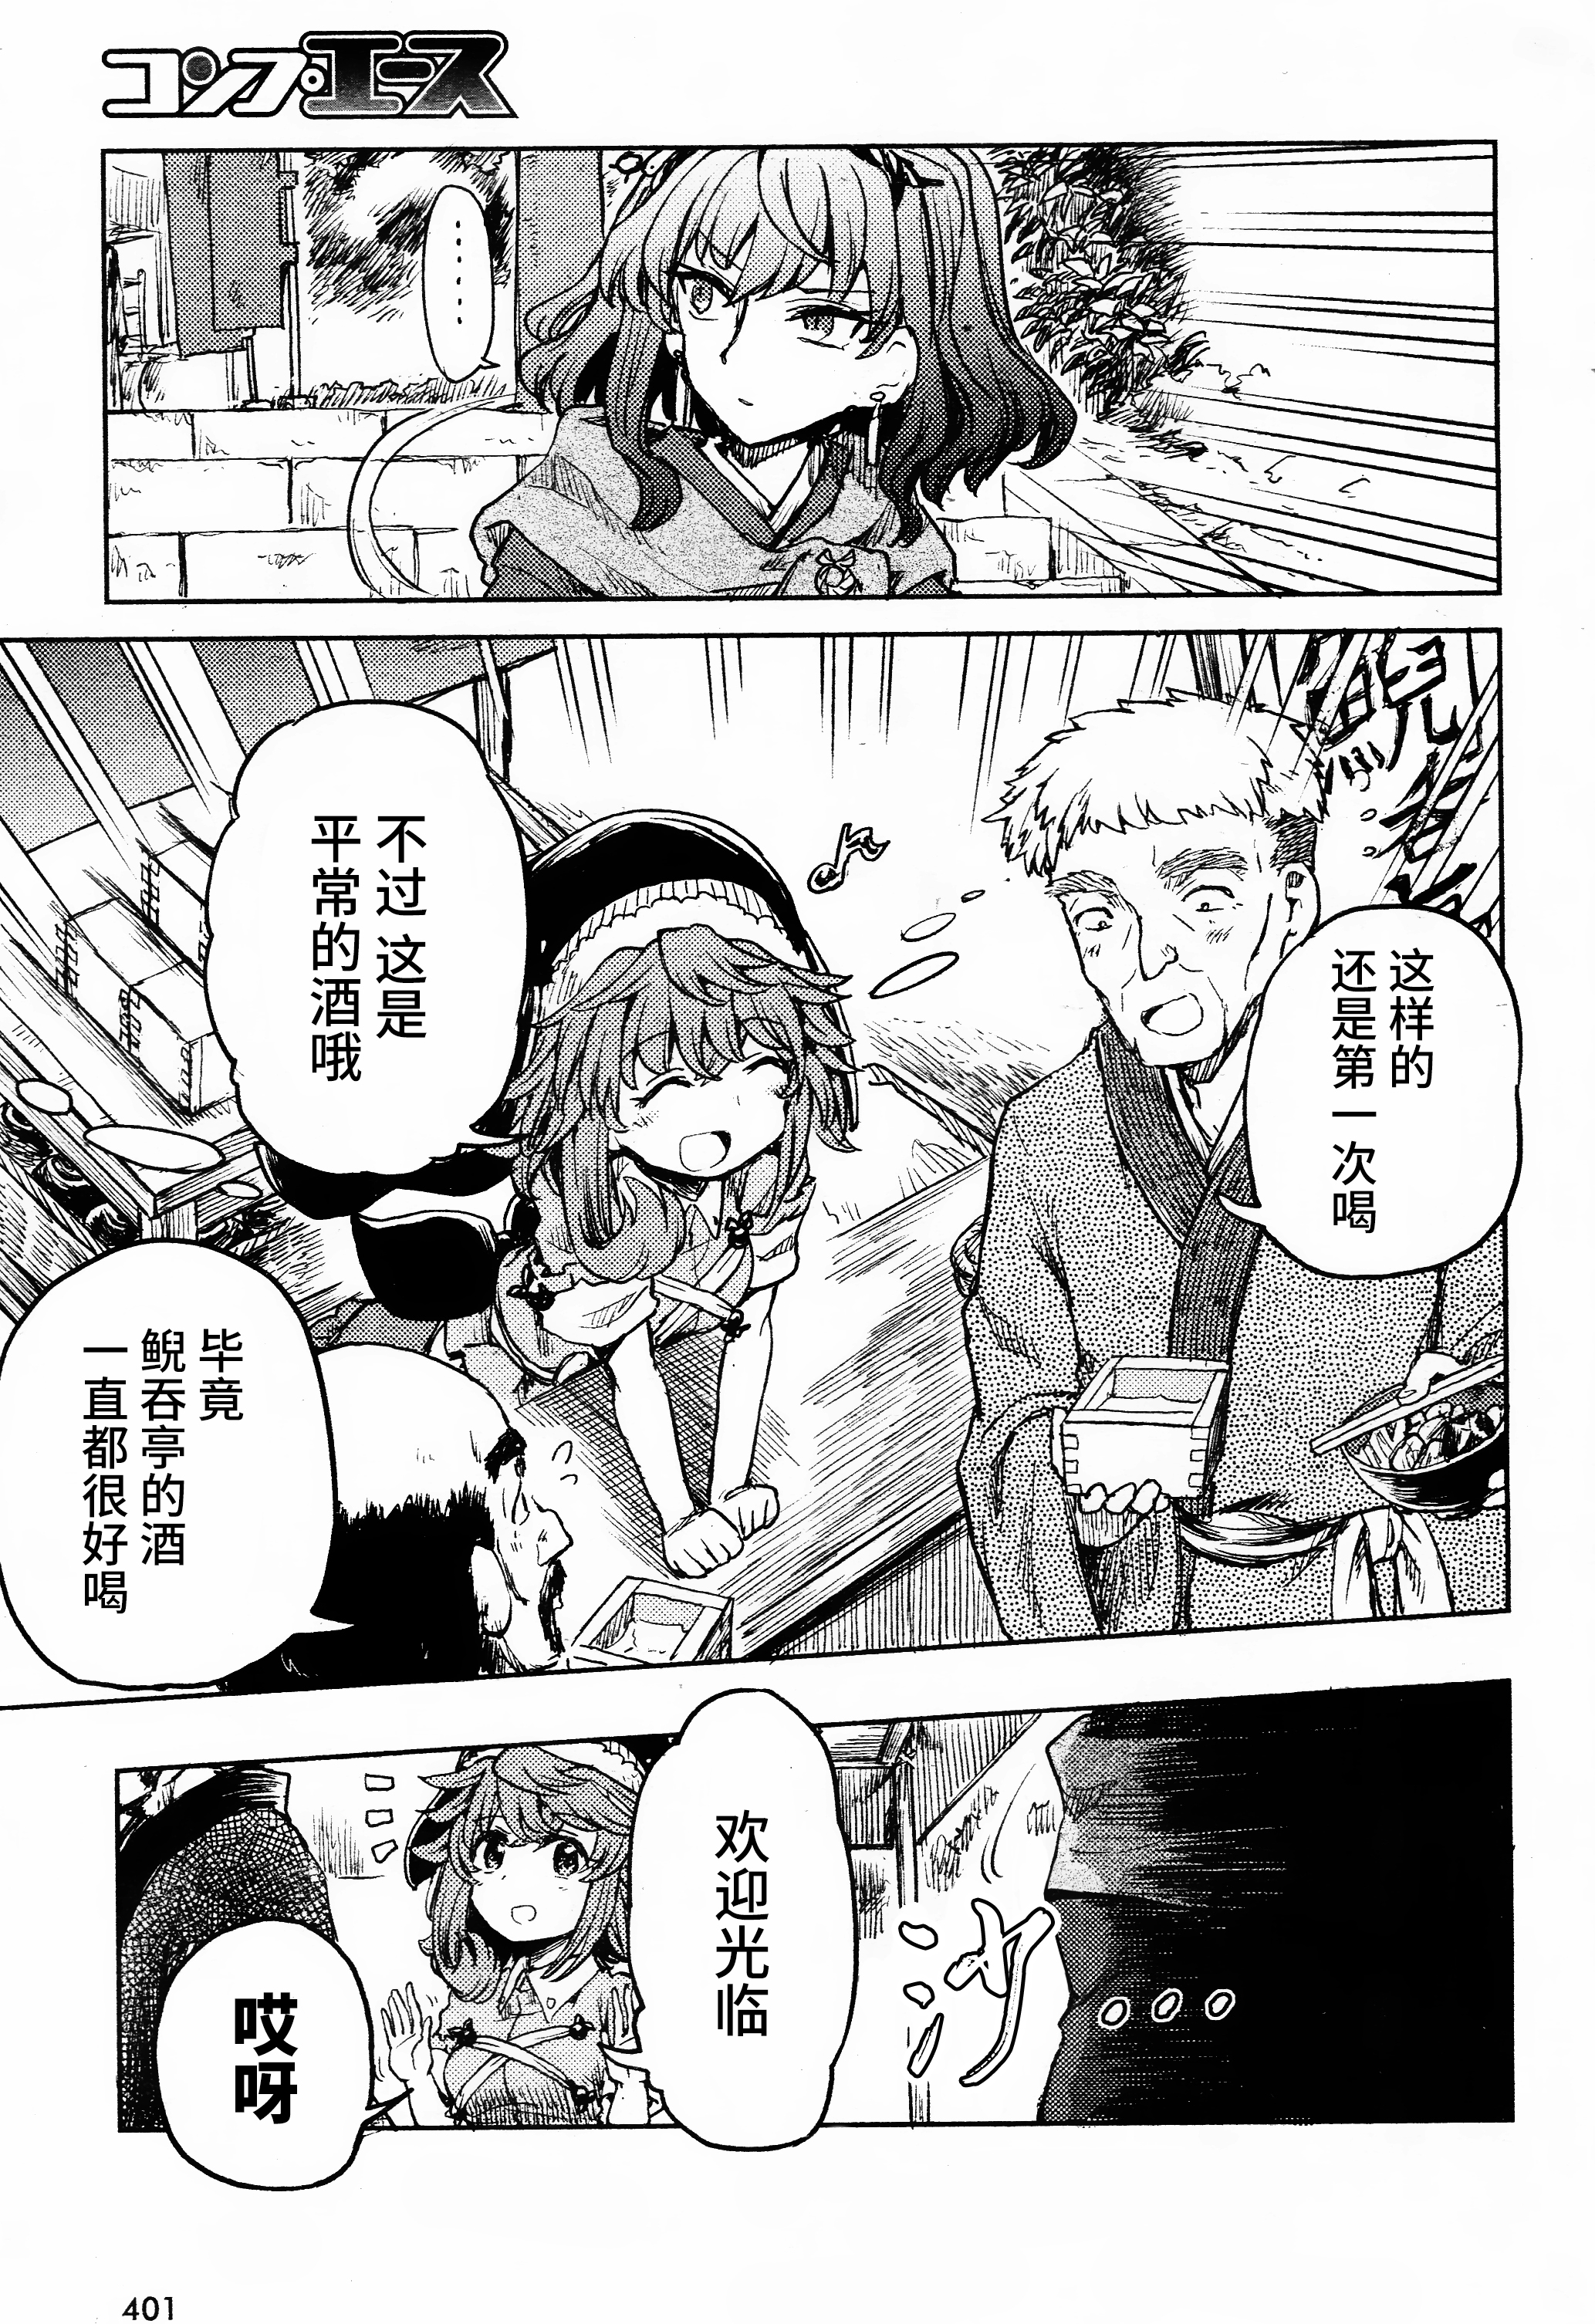 コンプエース
……
这样的
还是第一次喝
不过 这是
平常的酒哦
毕竟
鲵吞亭的酒
一直都很好喝
欢迎光临
沙
哎呀
401